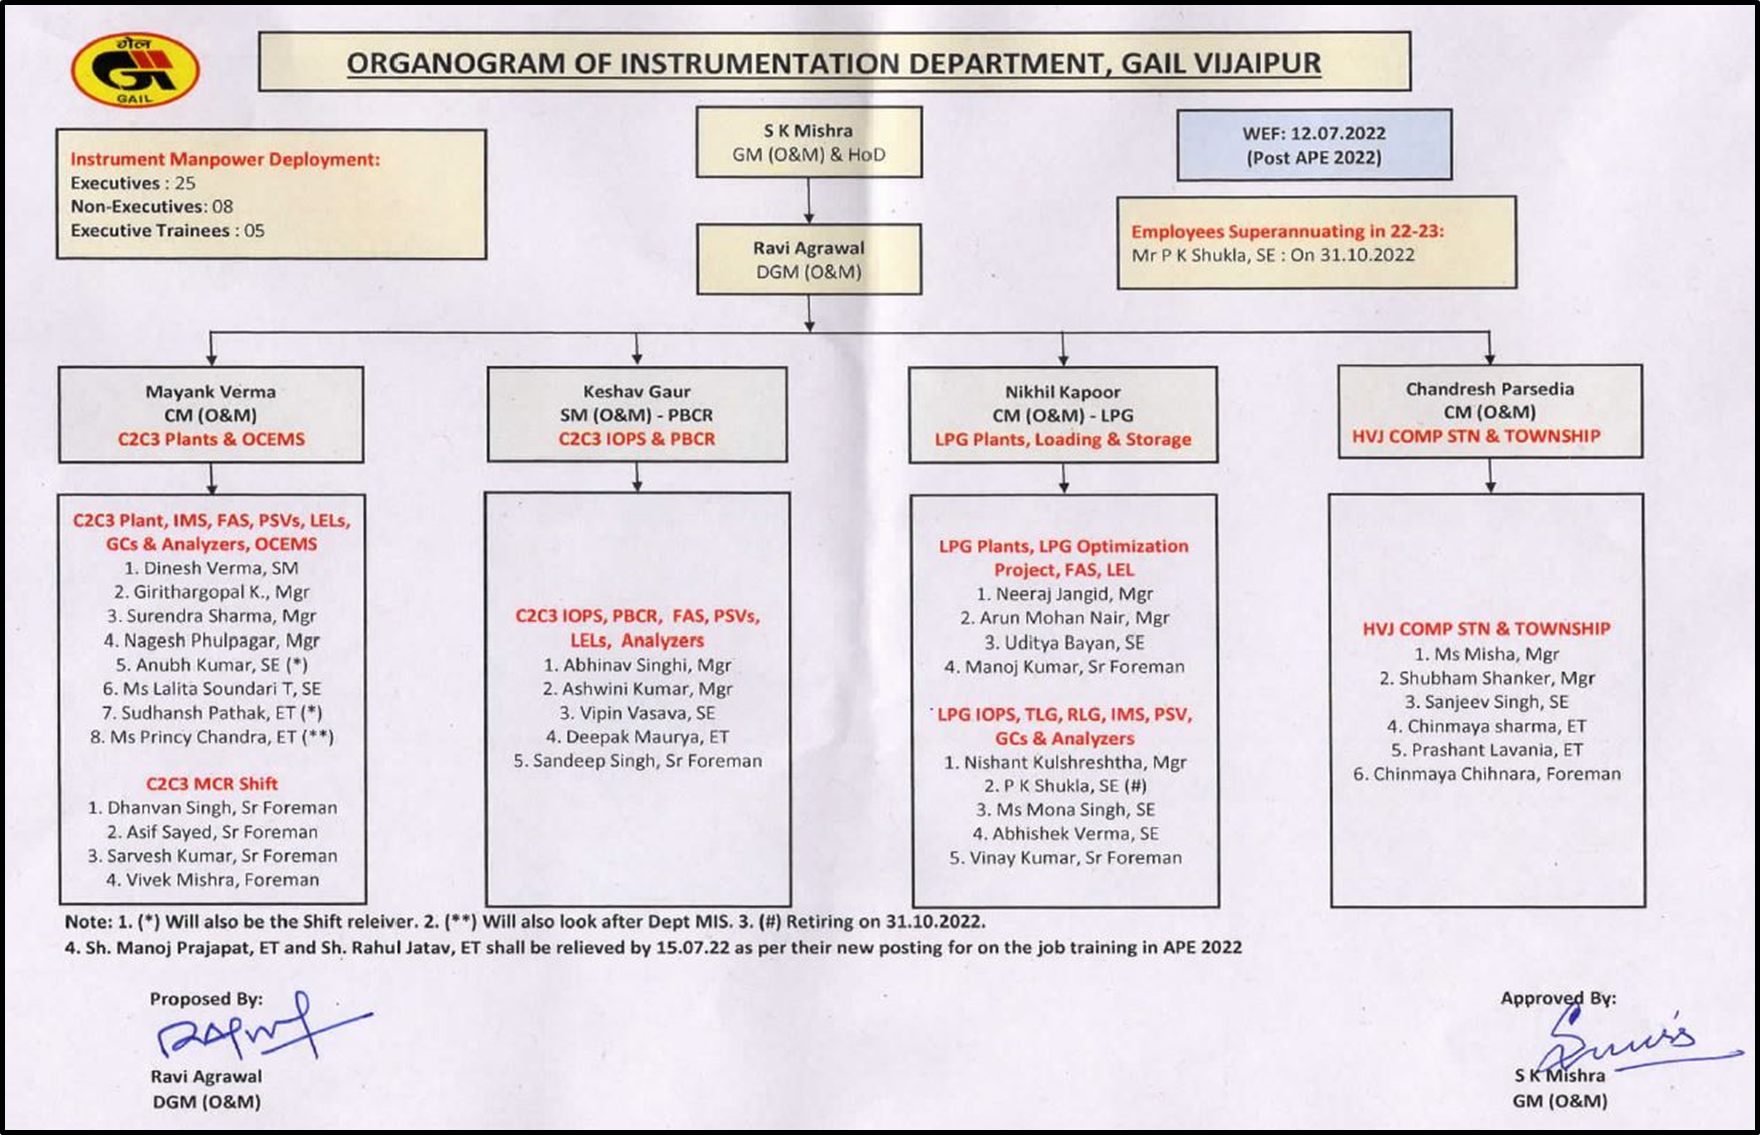 गेल
GAIL
ORGANOGRAM OF INSTRUMENTATION DEPARTMENT, GAIL VIJAIPUR
Instrument Manpower Deployment:
Executives : 25
Non-Executives: 08
Executive Trainees : 05
S K Mishra
GM (O&M) & HoD
WEF: 12.07.2022
(Post APE 2022)
Ravi Agrawal
DGM (O&M)
Employees Superannuating in 22-23:
Mr P K Shukla, SE : On 31.10.2022
Mayank Verma
CM (O&M)
C2C3 Plants & OCEMS
Keshav Gaur
SM (O&M) - PBCR
C2C3 IOPS & PBCR
Nikhil Kapoor
CM (O&M) - LPG
LPG Plants, Loading & Storage
Chandresh Parsedia
CM (O&M)
HVJ COMP STN & TOWNSHIP
C2C3 Plant, IMS, FAS, PSVs, LELs,
GCs & Analyzers, OCEMS
1. Dinesh Verma, SM
2. Girithargopal K., Mgr
3. Surendra Sharma, Mgr
4. Nagesh Phulpagar, Mgr
5. Anubh Kumar, SE (*)
6. Ms Lalita Soundari T, SE
7. Sudhansh Pathak, ET (*)
8. Ms Princy Chandra, ET (**)
C2C3 MCR Shift
1. Dhanvan Singh, Sr Foreman
2. Asif Sayed, Sr Foreman
3. Sarvesh Kumar, Sr Foreman
4. Vivek Mishra, Foreman
C2C3 IOPS, PBCR, FAS, PSVs,
LELs, Analyzers
1. Abhinav Singhi, Mgr
2. Ashwini Kumar, Mgr
3. Vipin Vasava, SE
4. Deepak Maurya, ET
5. Sandeep Singh, Sr Foreman
LPG Plants, LPG Optimization
Project, FAS, LEL
1. Neeraj Jangid, Mgr
2. Arun Mohan Nair, Mgr
3. Uditya Bayan, SE
4. Manoj Kumar, Sr Foreman
LPG IOPS, TLG, RLG, IMS, PSV,
GCs & Analyzers
1. Nishant Kulshreshtha, Mgr
2. P K Shukla, SE (#)
3. Ms Mona Singh, SE
4. Abhishek Verma, SE
5. Vinay Kumar, Sr Foreman
HVJ COMP STN & TOWNSHIP
1. Ms Misha, Mgr
2. Shubham Shanker, Mgr
3. Sanjeev Singh, SE
4. Chinmaya sharma, ET
5. Prashant Lavania, ET
6. Chinmaya Chihnara, Foreman
Note: 1. (*) Will also be the Shift releiver. 2. (**) Will also look after Dept MIS. 3. (#) Retiring on 31.10.2022.
4. Sh. Manoj Prajapat, ET and Sh. Rahul Jatav, ET shall be relieved by 15.07.22 as per their new posting for on the job training in APE 2022
Proposed By:
Ravi Agrawal
DGM (O&M)
Approved By:
S K Mishra
GM (O&M)